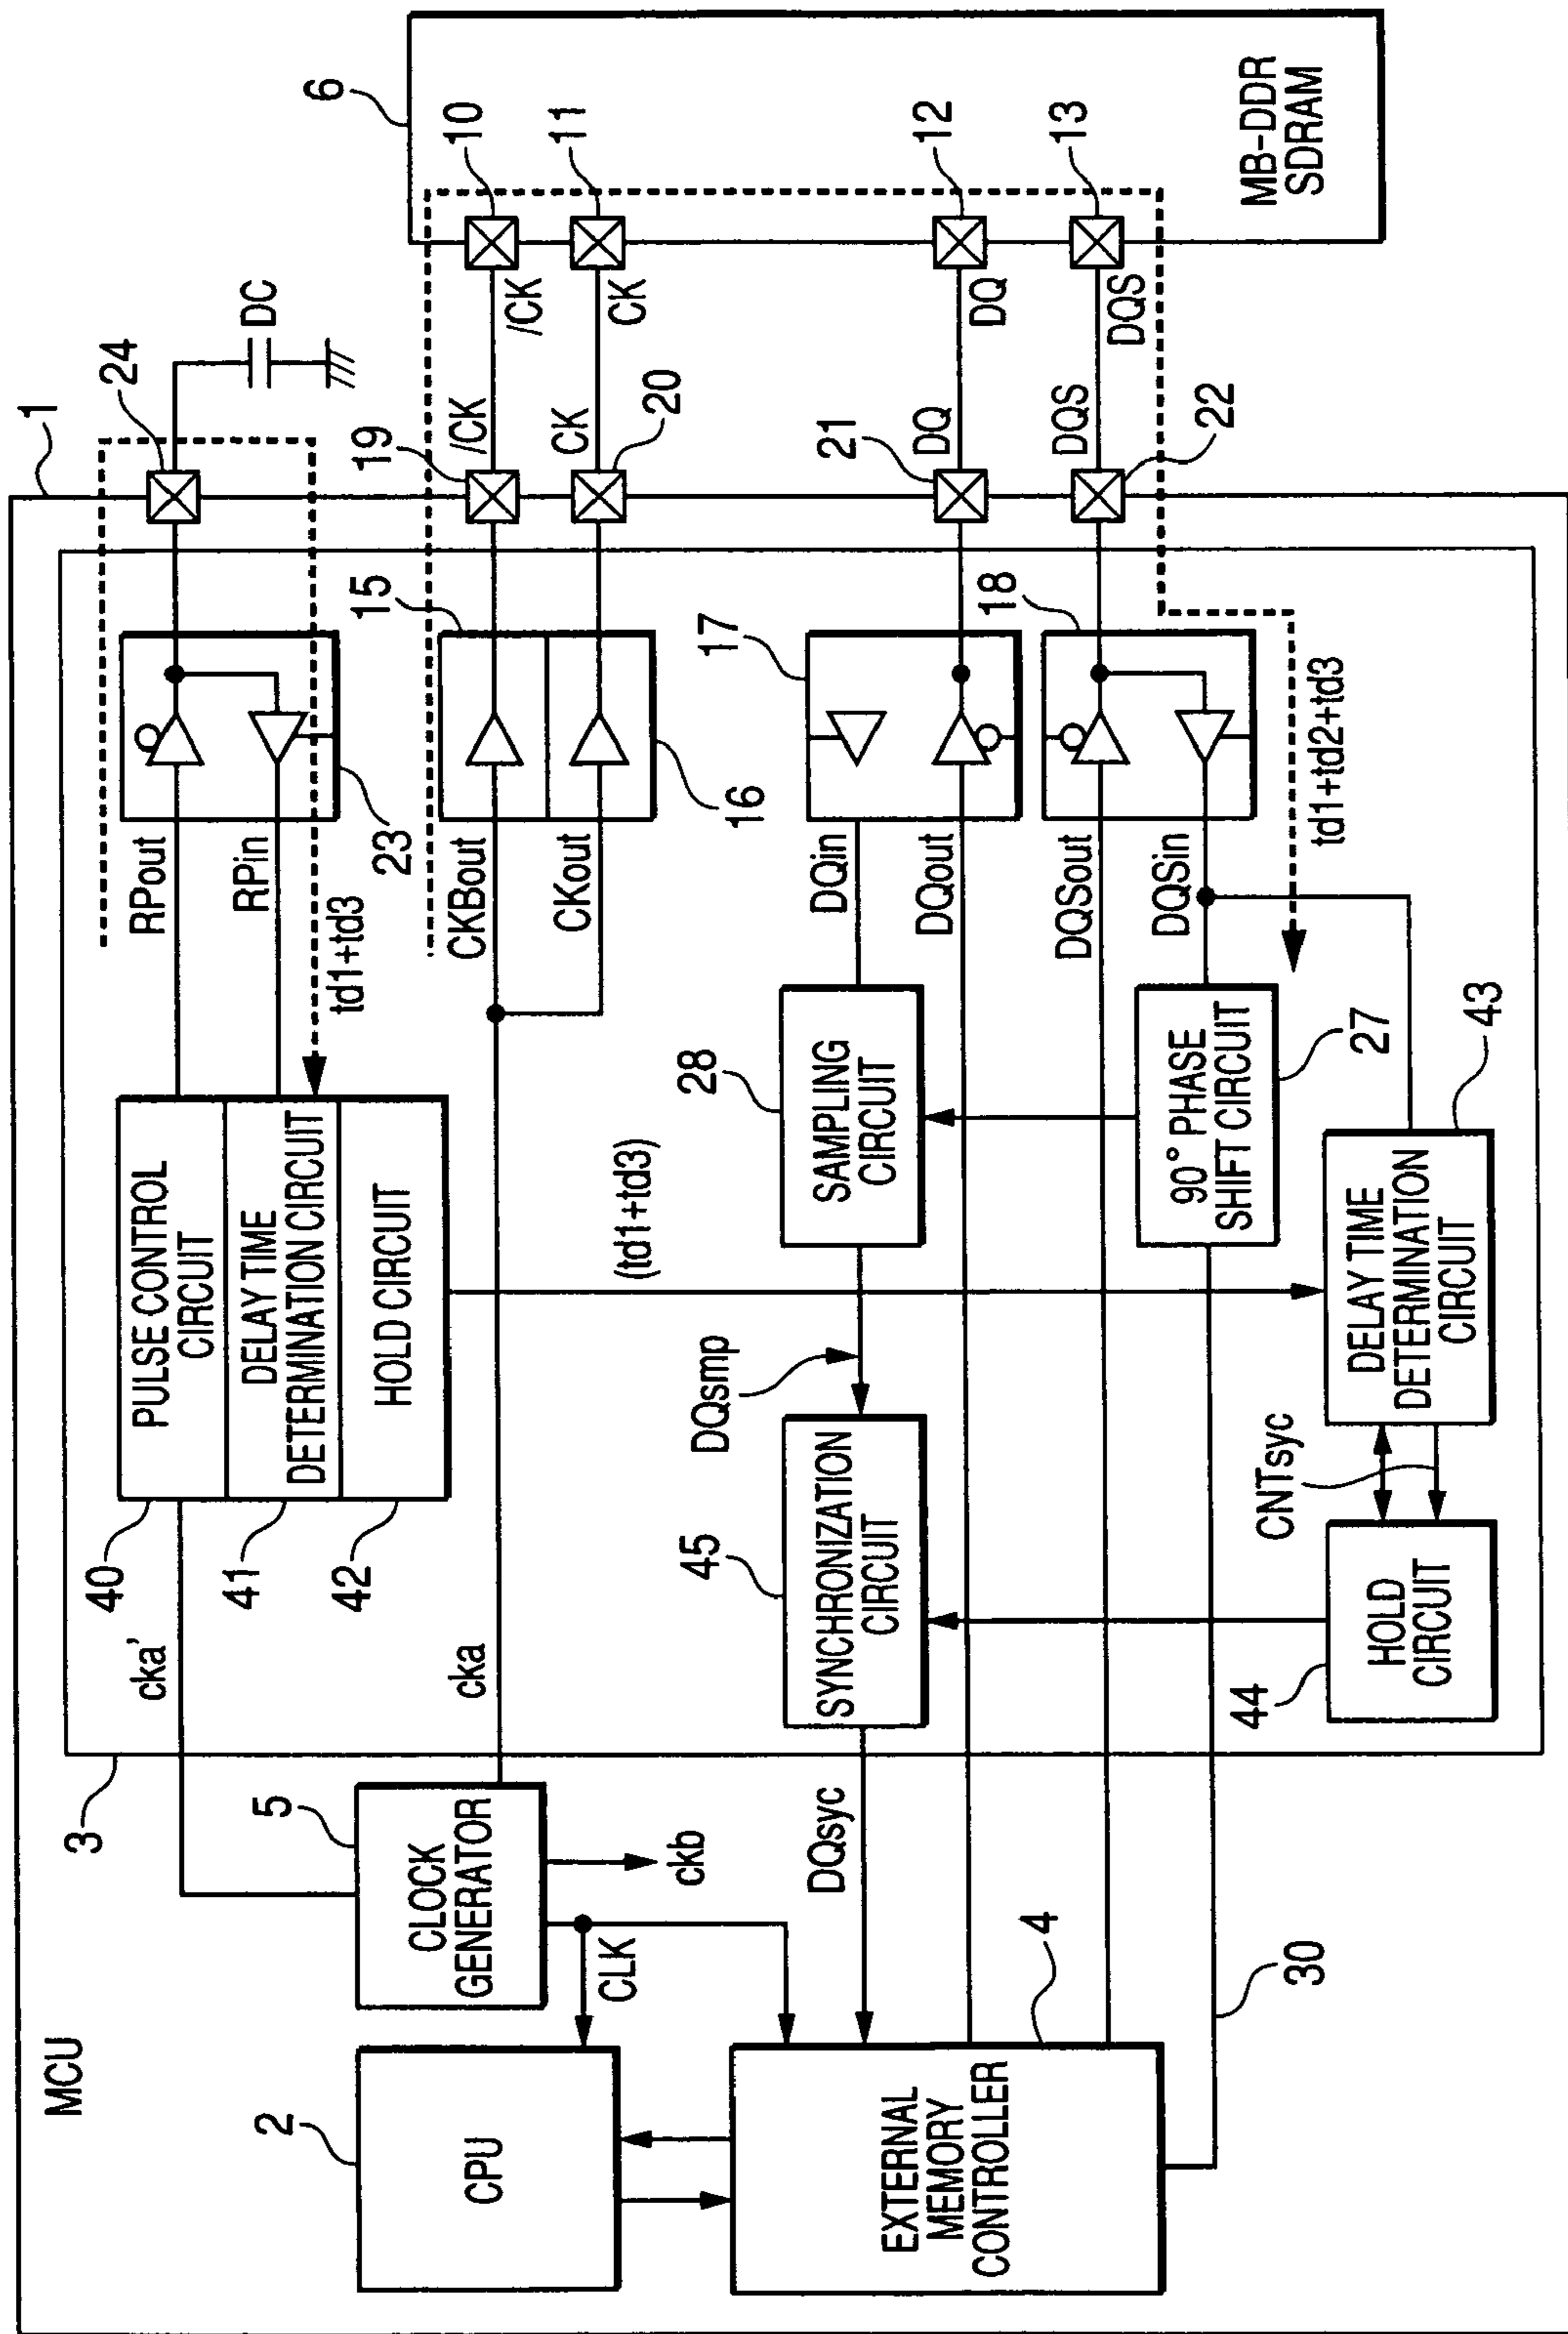 MCU
1
2
CPU
EXTERNAL
MEMORY
CONTROLLER
4
30
5
CLOCK
GENERATOR
CLK
ckb
3
cka'
cka
DQsyc
40
41
42
PULSE CONTROL
CIRCUIT
DELAY TIME
DETERMINATION CIRCUIT
HOLD CIRCUIT
(td1+td3)
45
SYNCHRONIZATION
CIRCUIT
DQsmp
44
HOLD
CIRCUIT
CNTsyc
28
SAMPLING
CIRCUIT
90° PHASE
SHIFT CIRCUIT
27
DELAY TIME
DETERMINATION
CIRCUIT
43
RPout
RPin
td1+td3
23
CKBout
CKout
15
16
DQin
DQout
17
DQSout
DQSin
18
td1+td2+td3
24
DC
19
/CK
/CK
10
CK
20
CK
11
21
DQ
DQ
12
DQS
22
DQS
13
6
MB-DDR
SDRAM